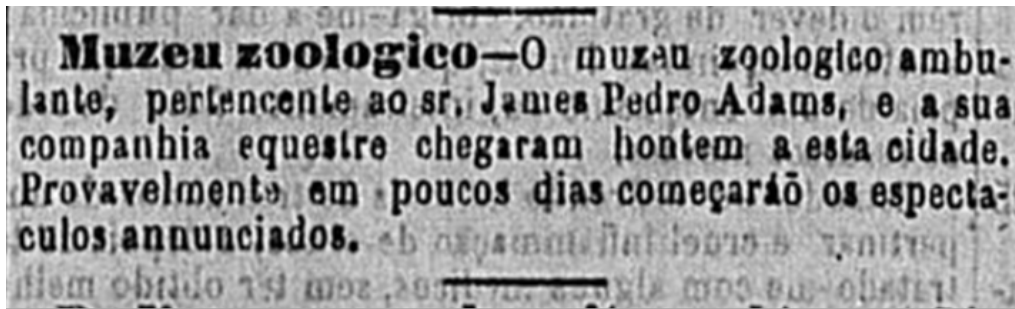 Muzeu zoologico—O muzeu zoologico ambu-
lante, pertencente ao sr. James Pedro Adams, e a sua
companhia equestre chegaram hontem a esta cidade.
Provavelmente em poucos dias começarão os especta-
culos annunciados.